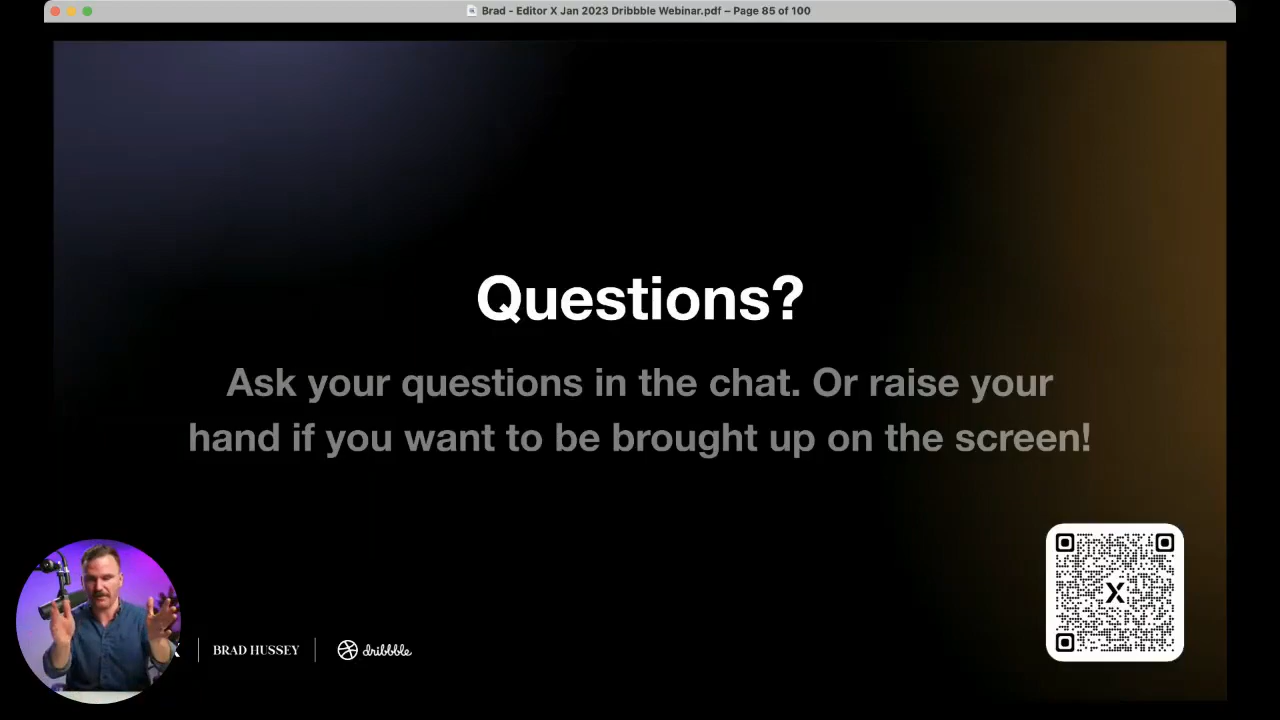 Brad - Editor X Jan 2023 Dribbble Webinar.pdf – Page 85 of 100
Questions?
Ask your questions in the chat. Or raise your
hand if you want to be brought up on the screen!
X
BRAD HUSSEY
dribbble
X